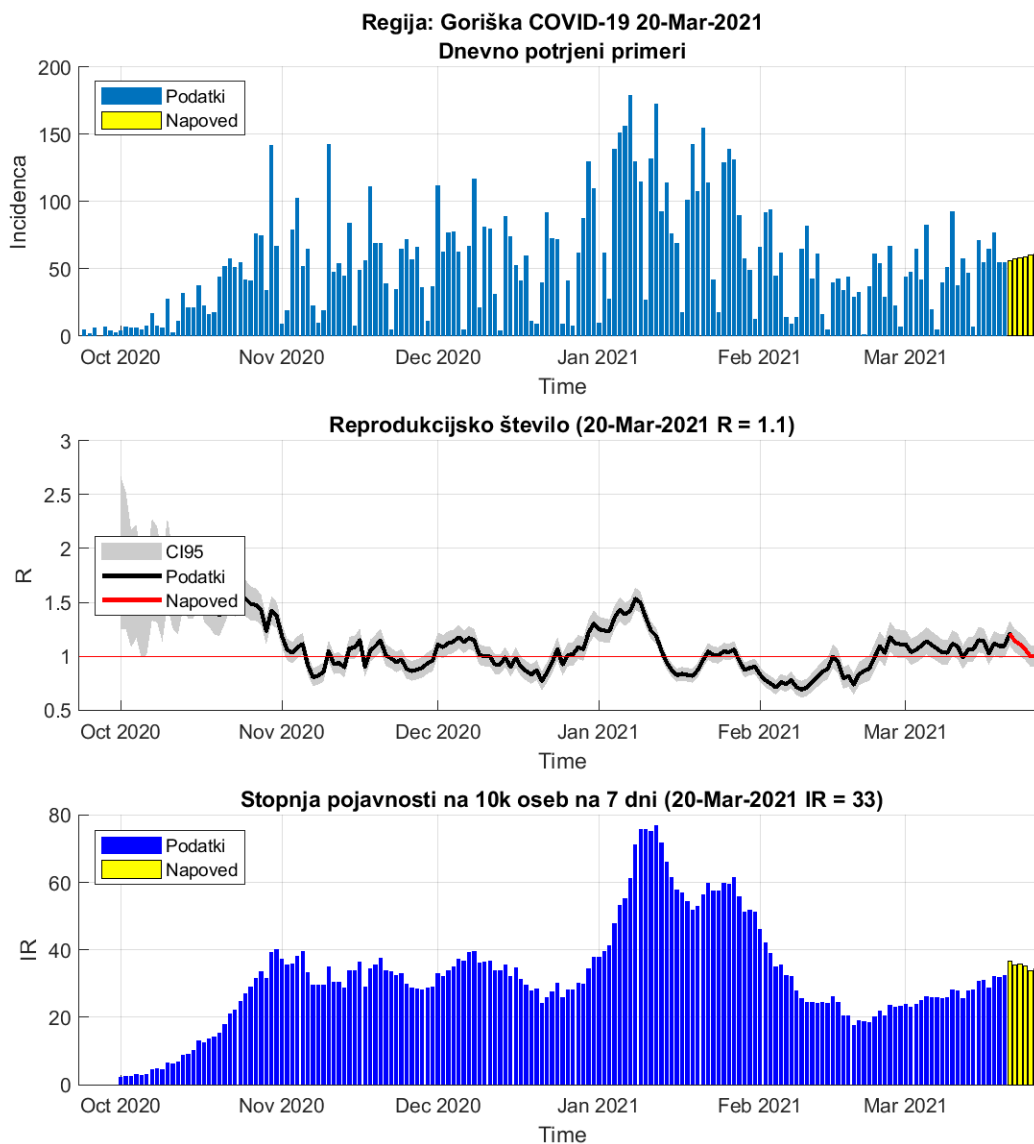 Regija: Goriška COVID-19 20-Mar-2021
Dnevno potrjeni primeri
200
150
100
50
0
Incidenca
Podatki
Napoved
Oct 2020 Nov 2020 Dec 2020 Jan 2021 Feb 2021 Mar 2021
Time
Reprodukcijsko število (20-Mar-2021 R = 1.1)
3
2.5
2
1.5
1
0.5
R
CI95
Podatki
Napoved
Oct 2020 Nov 2020 Dec 2020 Jan 2021 Feb 2021 Mar 2021
Time
Stopnja pojavnosti na 10k oseb na 7 dni (20-Mar-2021 IR = 33)
80
60
40
20
0
IR
Podatki
Napoved
Oct 2020 Nov 2020 Dec 2020 Jan 2021 Feb 2021 Mar 2021
Time